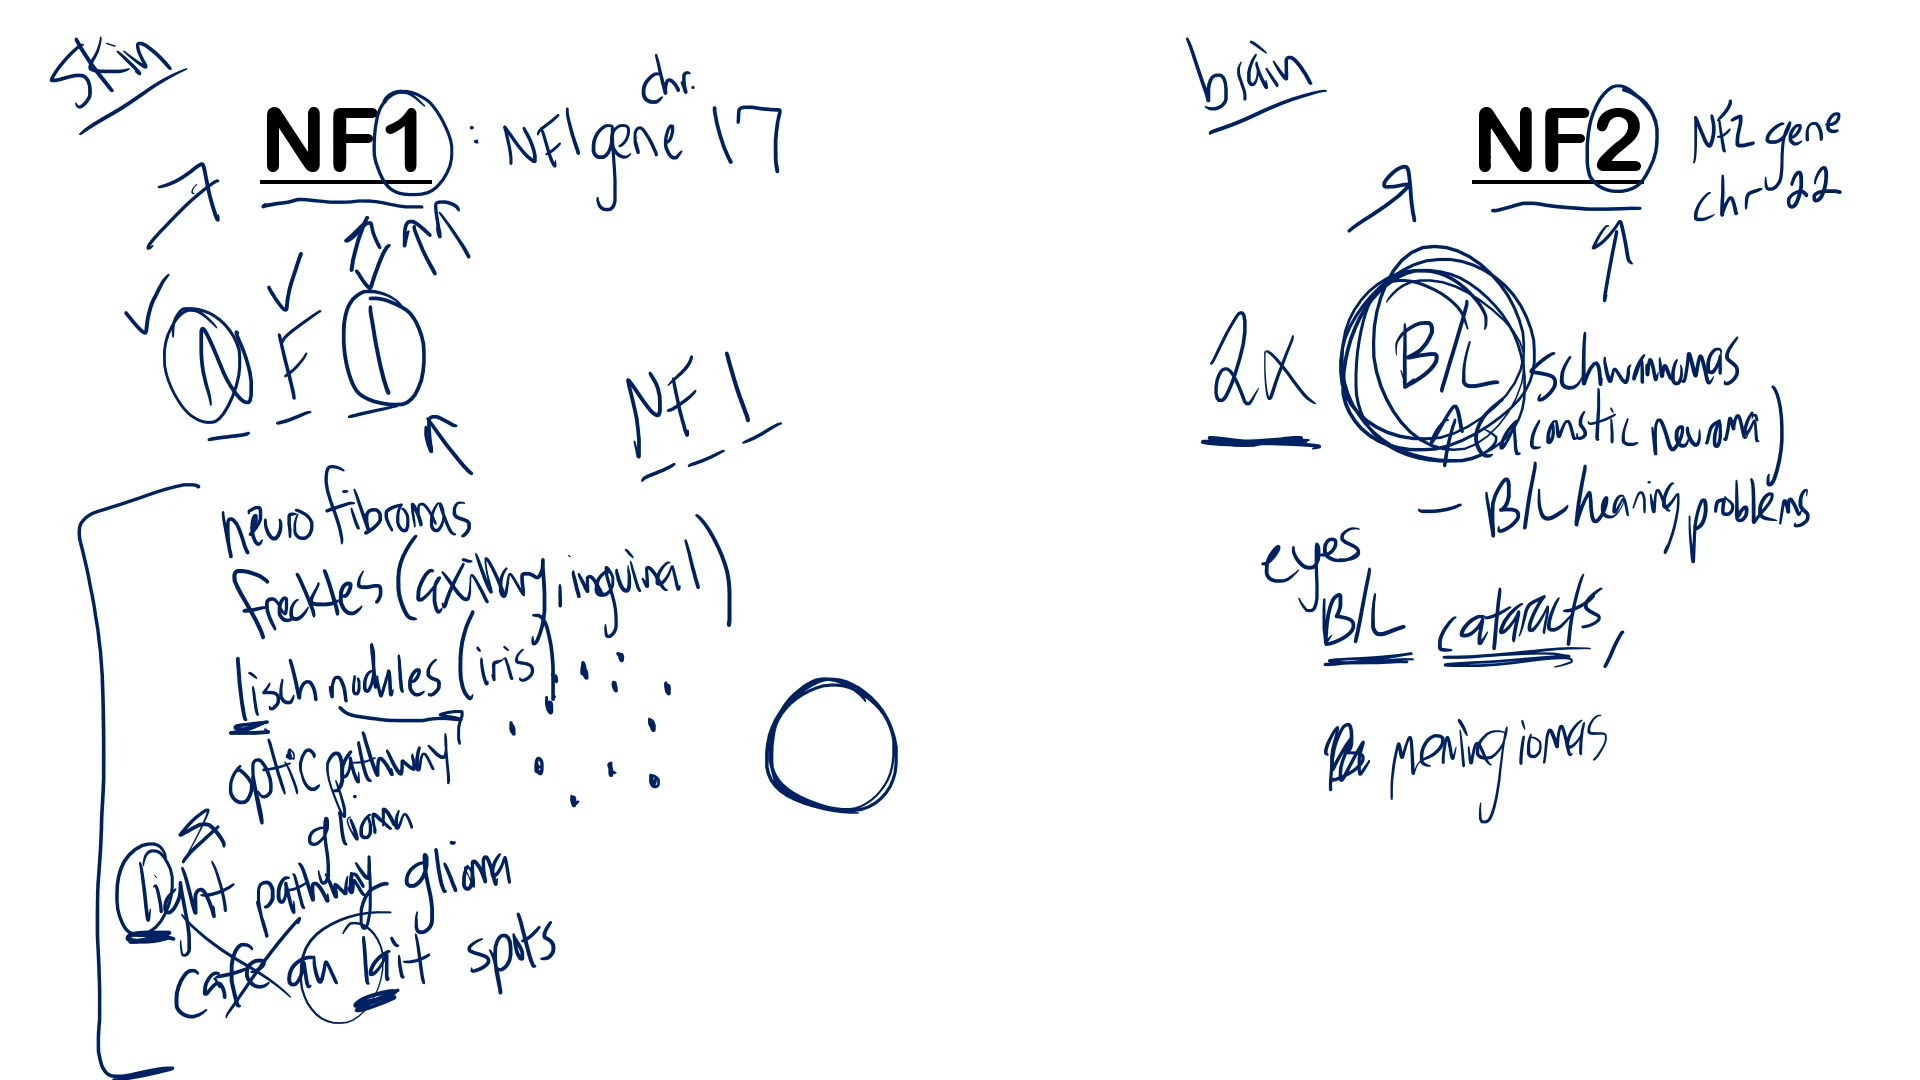 skin
chr.
NF1 : NF1 gene 17
N F 1
NF 1
neuro fibromas
freckles (axillary, inguinal)
lisch nodules (iris)
optic pathway
glioma
light pathway glioma
cafe au lait spots
brain
NF2 NF2 gene
chr 22
2x B/L schwannomas
(acoustic neuroma)
- B/L hearing problems
eyes
B/L cataracts,
meningiomas